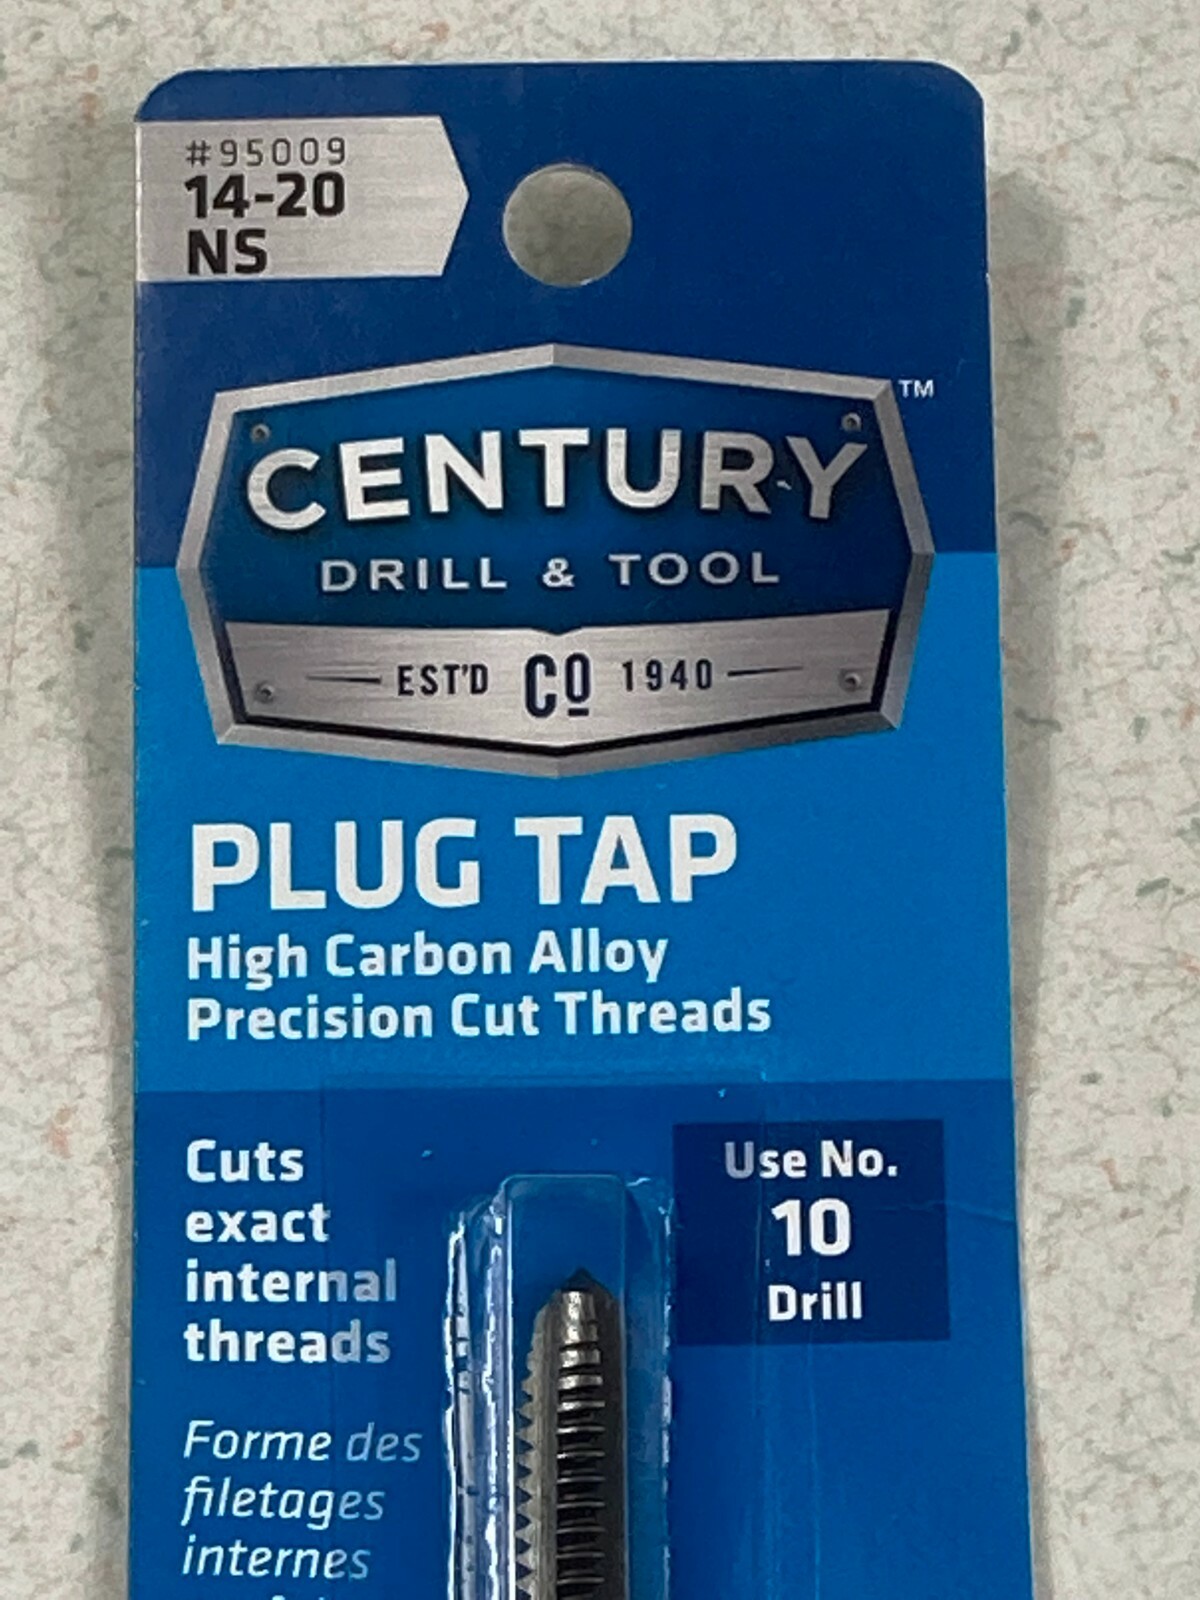 #95009
14-20
NS
CENTURY
™
DRILL & TOOL
EST'D CO 1940
PLUG TAP
High Carbon Alloy
Precision Cut Threads
Cuts
exact
internal
threads
Use No.
10
Drill
Forme des
filetages
internes